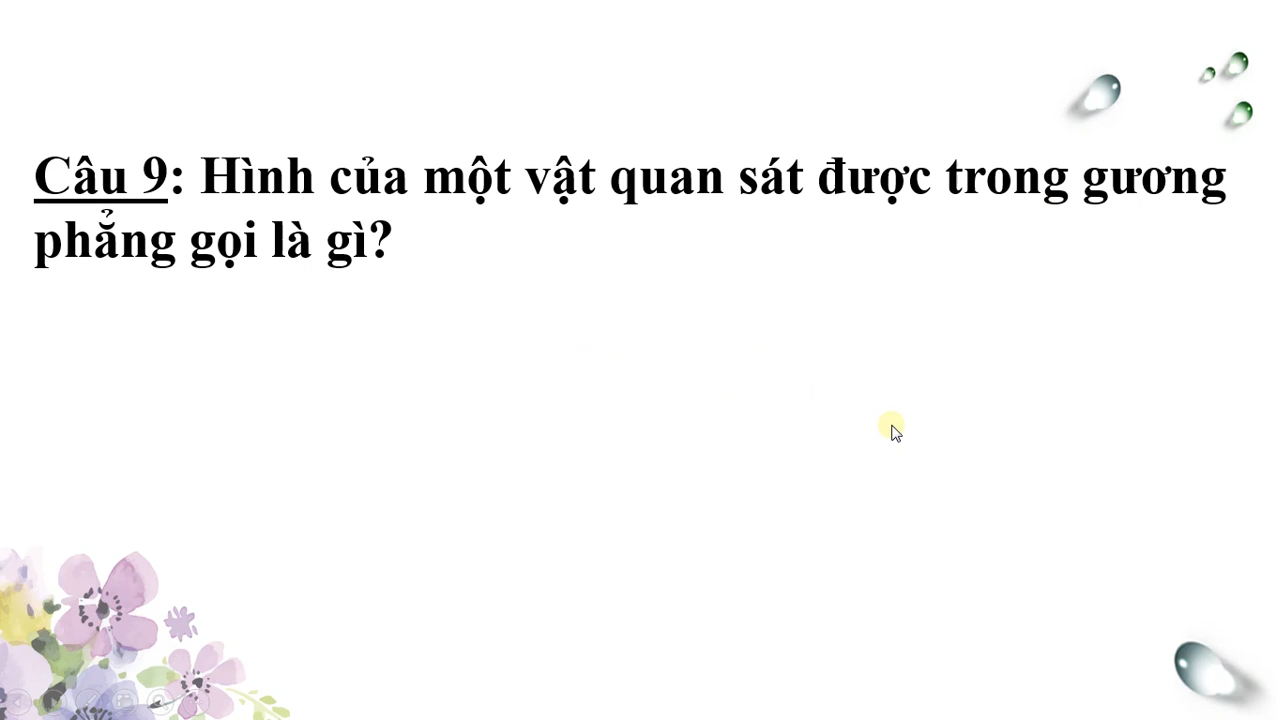 Câu 9: Hình của một vật quan sát được trong gương
phẳng gọi là gì?